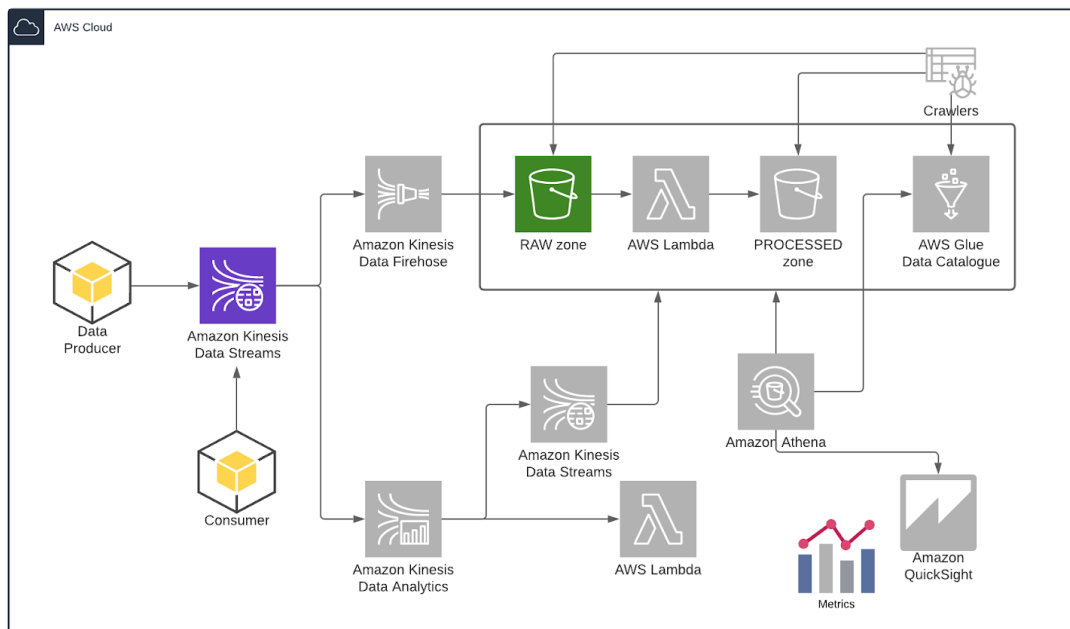 AWS Cloud
Crawlers
RAW zone
AWS Lambda
PROCESSED
zone
AWS Glue
Data Catalogue
Amazon Kinesis
Data Firehose
Data
Producer
Amazon Kinesis
Data Streams
Amazon Kinesis
Data Streams
Amazon Athena
Consumer
Amazon Kinesis
Data Analytics
AWS Lambda
Amazon
QuickSight
Metrics